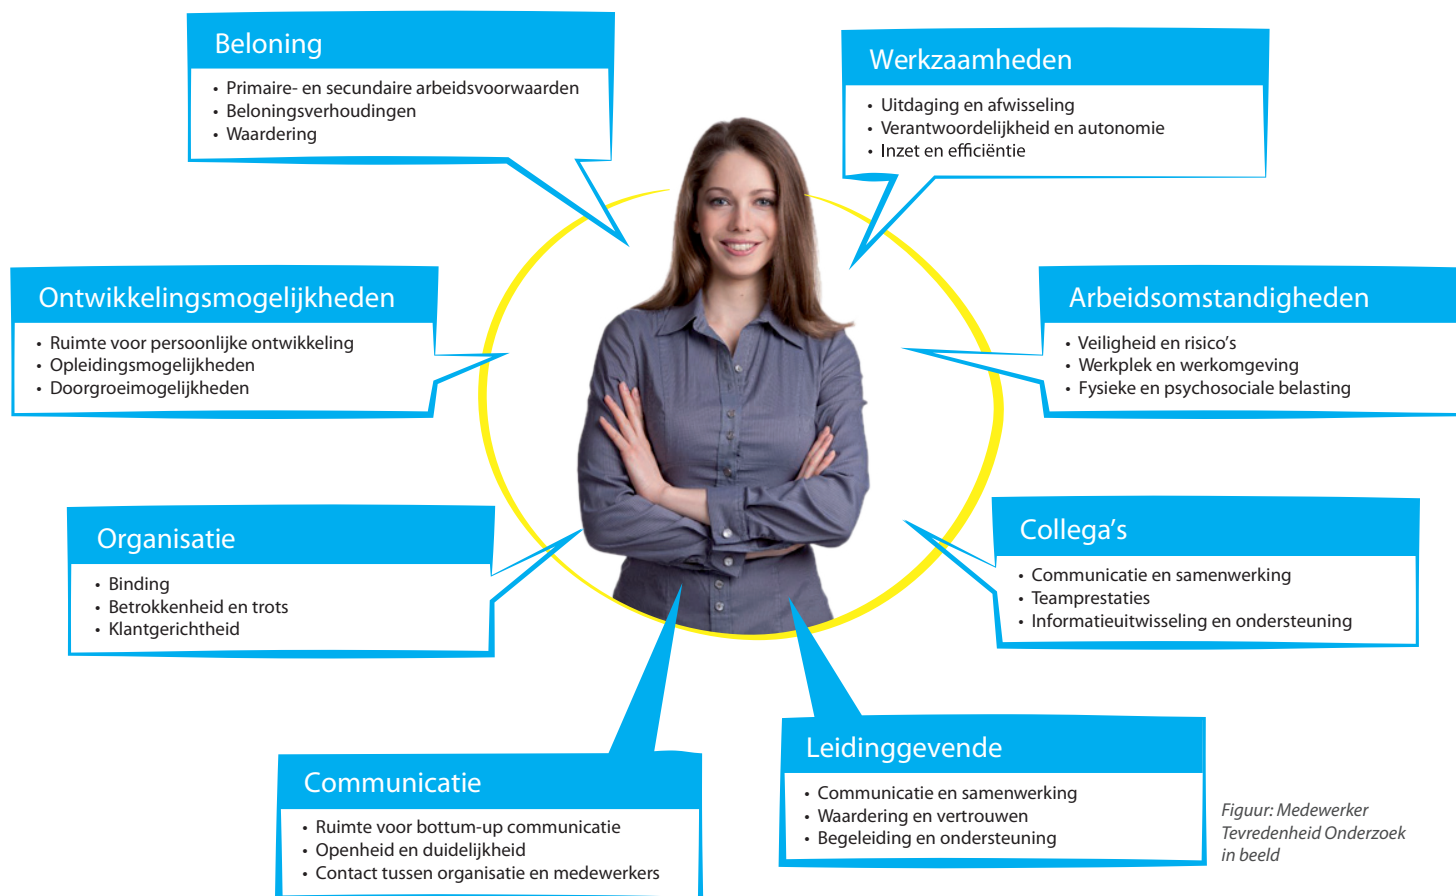 Beloning
• Primaire- en secundaire arbeidsvoorwaarden
• Beloningsverhoudingen
• Waardering
Werkzaamheden
• Uitdaging en afwisseling
• Verantwoordelijkheid en autonomie
• Inzet en efficiëntie
Ontwikkelingsmogelijkheden
• Ruimte voor persoonlijke ontwikkeling
• Opleidingsmogelijkheden
• Doorgroeimogelijkheden
Arbeidsomstandigheden
• Veiligheid en risico's
• Werkplek en werkomgeving
• Fysieke en psychosociale belasting
Organisatie
• Binding
• Betrokkenheid en trots
• Klantgerichtheid
Collega's
• Communicatie en samenwerking
• Teamprestaties
• Informatieuitwisseling en ondersteuning
Communicatie
• Ruimte voor bottum-up communicatie
• Openheid en duidelijkheid
• Contact tussen organisatie en medewerkers
Leidinggevende
• Communicatie en samenwerking
• Waardering en vertrouwen
• Begeleiding en ondersteuning
Figuur: Medewerker
Tevredenheid Onderzoek
in beeld